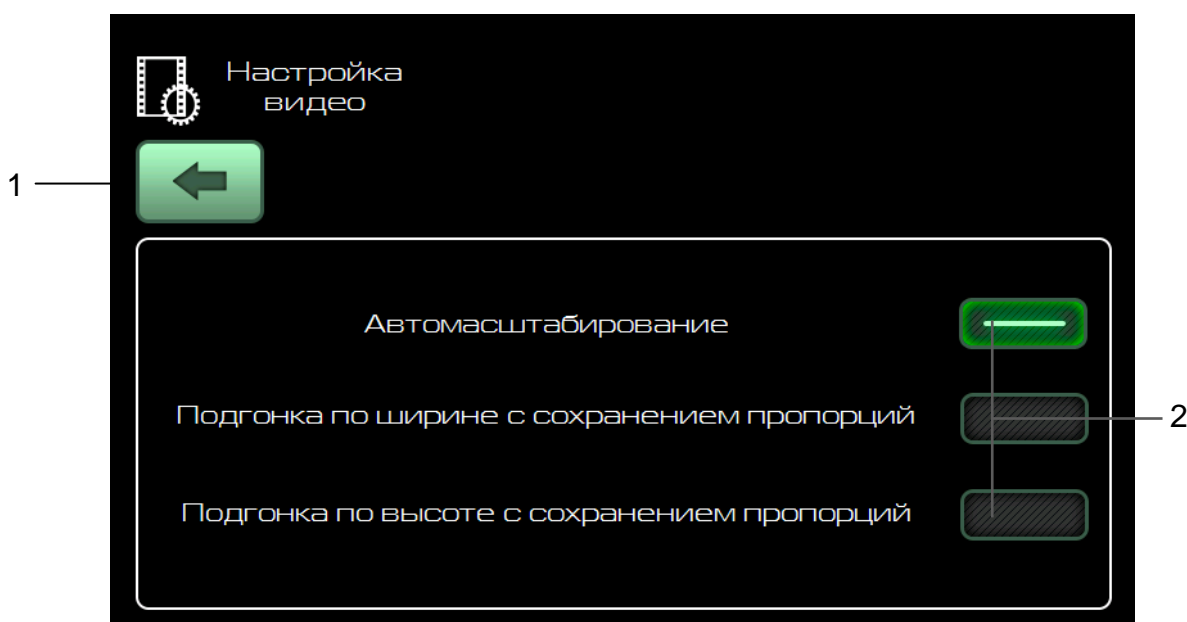 Настройка
видео
1
Автомасштабирование
Подгонка по ширине с сохранением пропорций
2
Подгонка по высоте с сохранением пропорций